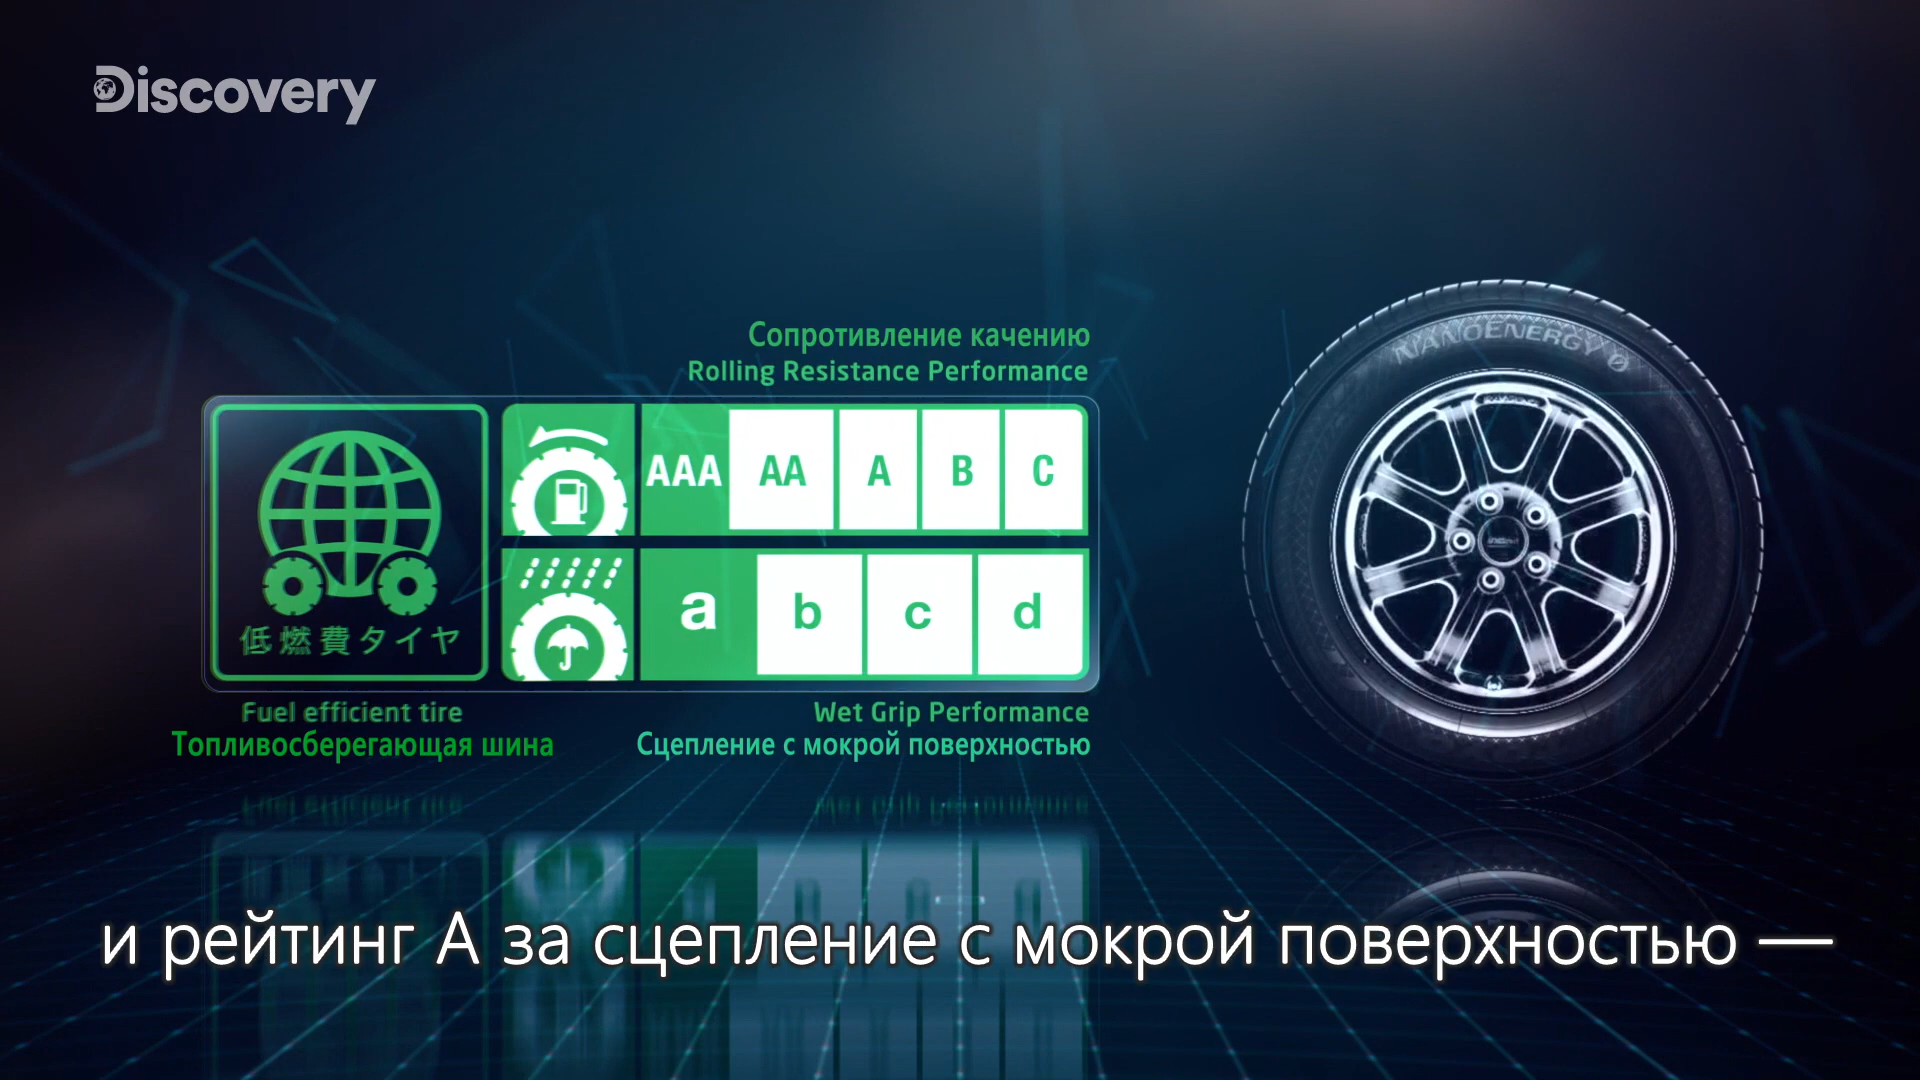 Discovery
NANOENERGY 0
Сопротивление качению
Rolling Resistance Performance
AAA AA A B C
a b c d
低燃費タイヤ
Fuel efficient tire
Топливосберегающая шина
Wet Grip Performance
Сцепление с мокрой поверхностью
и рейтинг А за сцепление с мокрой поверхностью —